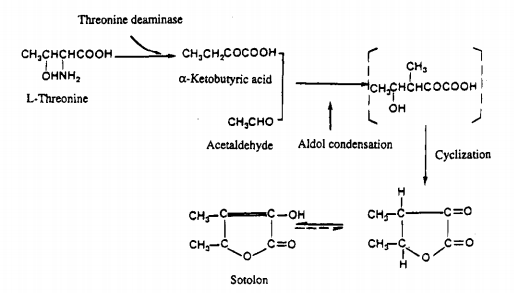 Threonine deaminase
CH₃CHCHCOOH
OHNH₂
L-Threonine
CH₃CH₂COCOOH
α-Ketobutyric acid
CH₃CHO
Acetaldehyde
Aldol condensation
CH₃
CH₃CHCHCOCOOH
OH
Cyclization
H
CH₃-C C=O
CH₃-C C=O
O
H
CH₃-C C-OH
CH₃-C C=O
O
Sotolon